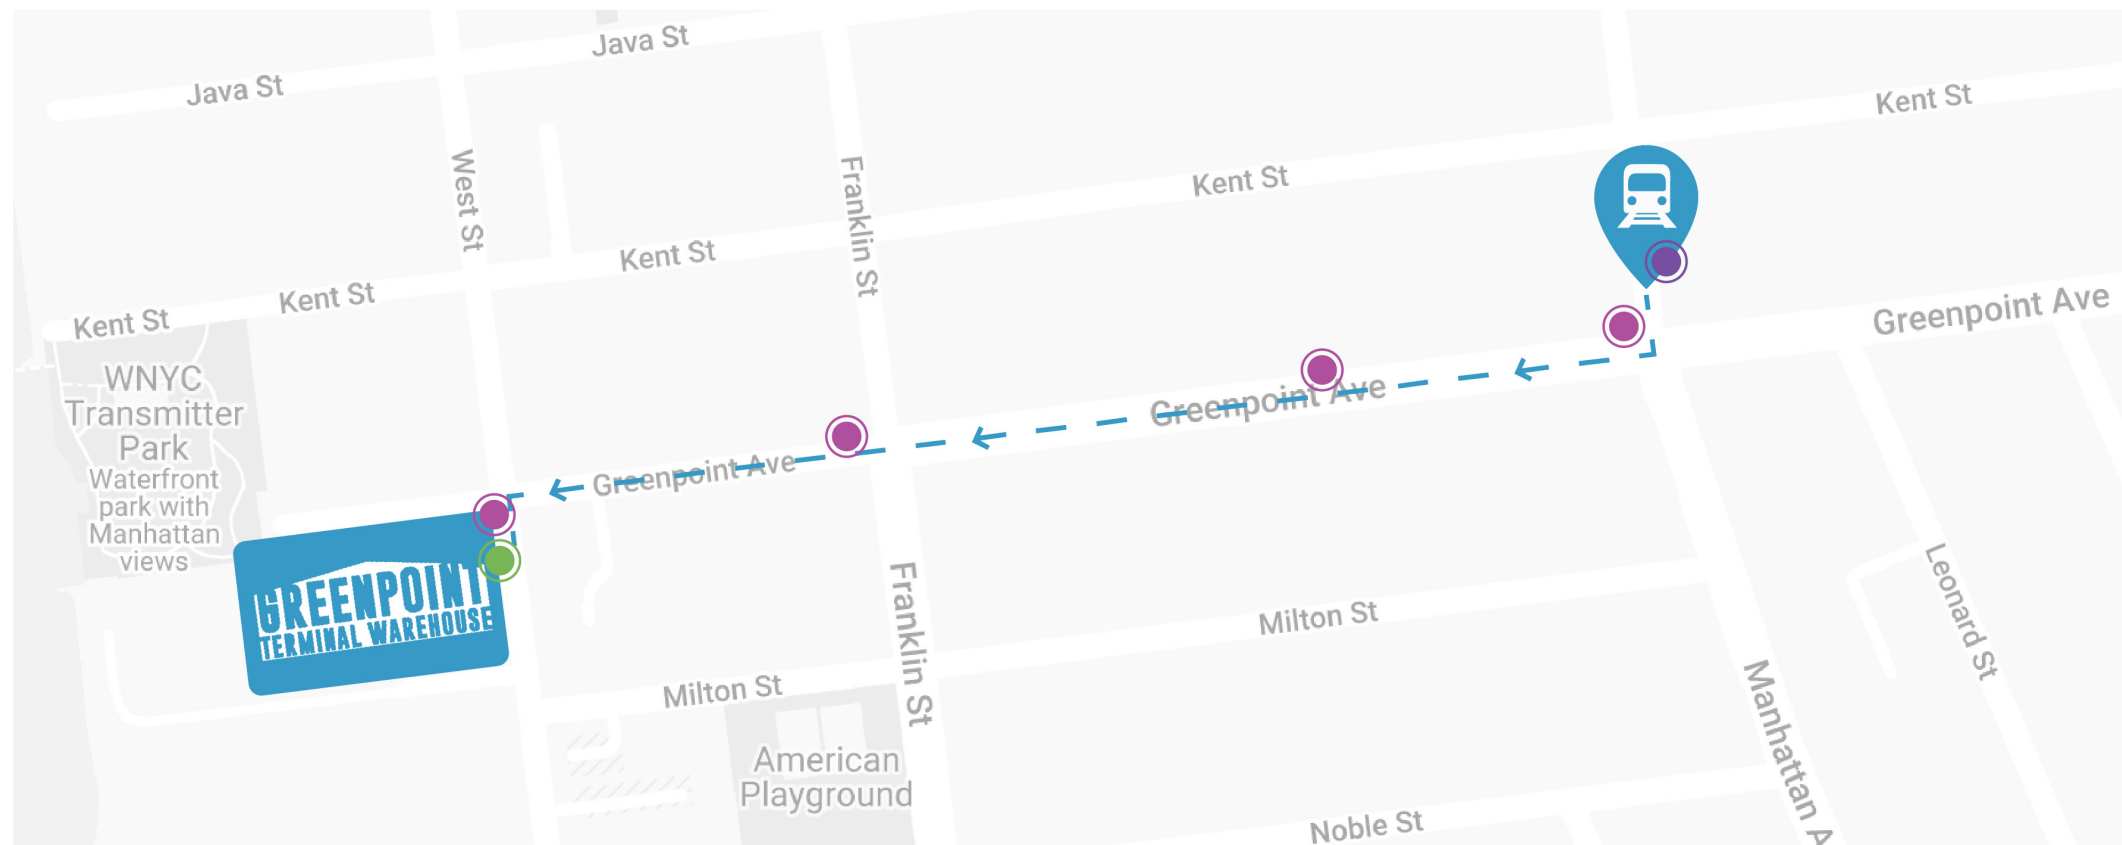 Java St
Java St
Kent St
West St
Franklin St
Kent St
Kent St
Kent St
Kent St
Greenpoint Ave
WNYC
Transmitter
Park
Waterfront
park with
Manhattan
views
Greenpoint Ave
Greenpoint Ave
GREENPOINT
TERMINAL WAREHOUSE
Franklin St
Leonard St
Milton St
Milton St
Manhattan A
American
Playground
Noble St